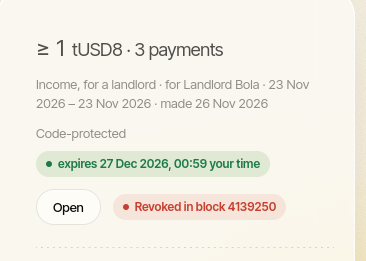 ≥ 1 tUSD8 · 3 payments
Income, for a landlord · for Landlord Bola · 23 Nov
2026 – 23 Nov 2026 · made 26 Nov 2026
Code-protected
expires 27 Dec 2026, 00:59 your time
Open
Revoked in block 4139250